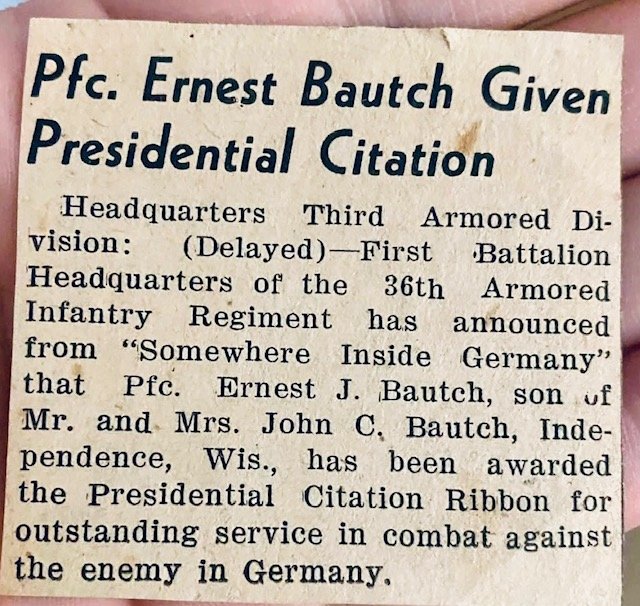 Pfc. Ernest Bautch Given
Presidential Citation
Headquarters Third Armored Di-
vision: (Delayed)—First Battalion
Headquarters of the 36th Armored
Infantry Regiment has announced
from "Somewhere Inside Germany"
that Pfc. Ernest J. Bautch, son of
Mr. and Mrs. John C. Bautch, Inde-
pendence, Wis., has been awarded
the Presidential Citation Ribbon for
outstanding service in combat against
the enemy in Germany.